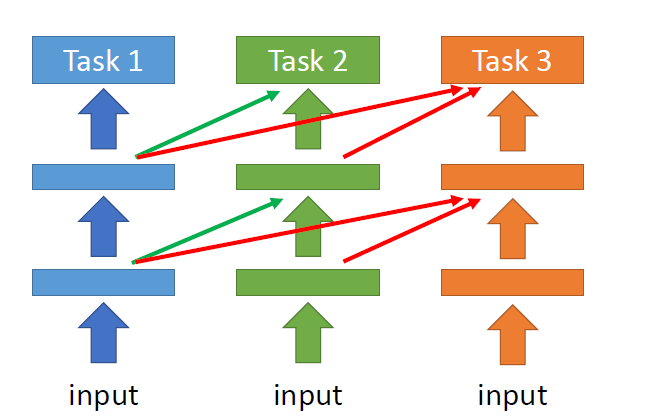 Task 1
Task 2
Task 3
input
input
input